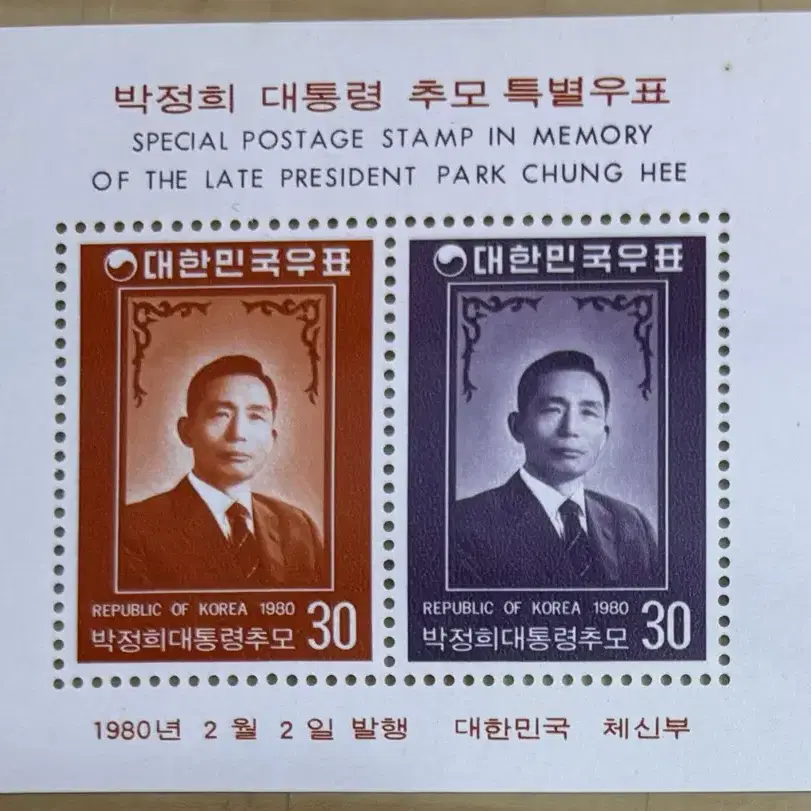 박정희 대통령 추모 특별우표
SPECIAL POSTAGE STAMP IN MEMORY
OF THE LATE PRESIDENT PARK CHUNG HEE
대한민국우표
REPUBLIC OF KOREA 1980
박정희대통령추모 30
대한민국우표
REPUBLIC OF KOREA 1980
박정희대통령추모 30
1980년 2월 2일 발행 대한민국 체신부